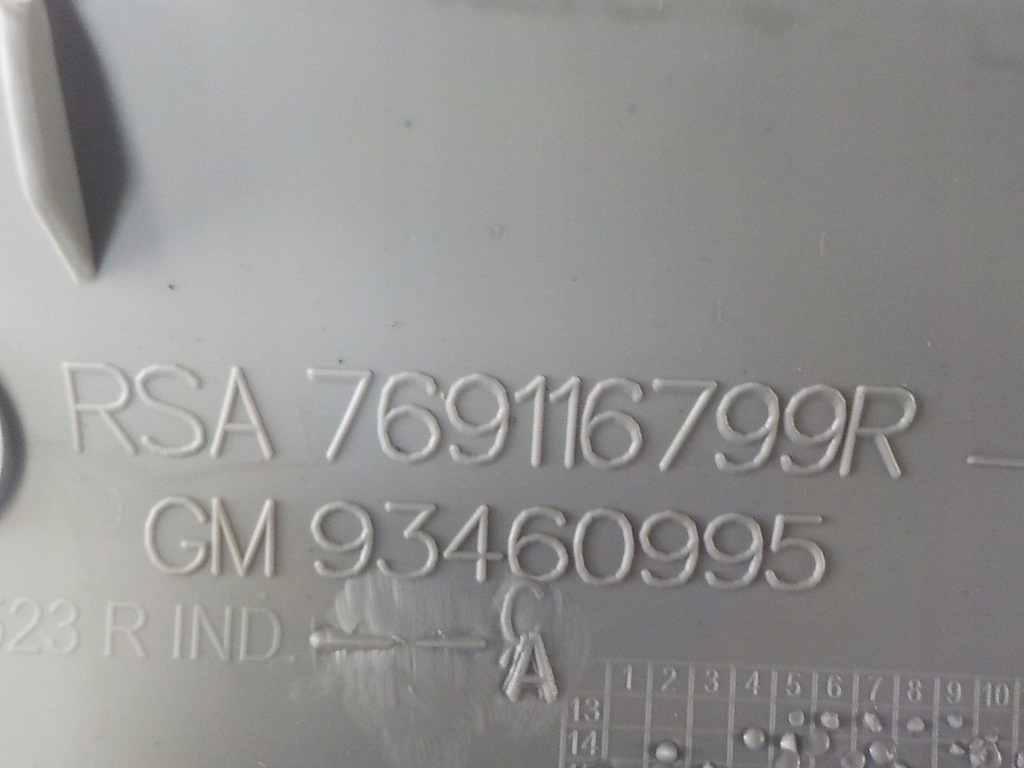 RSA 769116799R -
GM 93460995
523 R IND. - - C
A
1 2 3 4 5 6 7 8 9 10
13
14